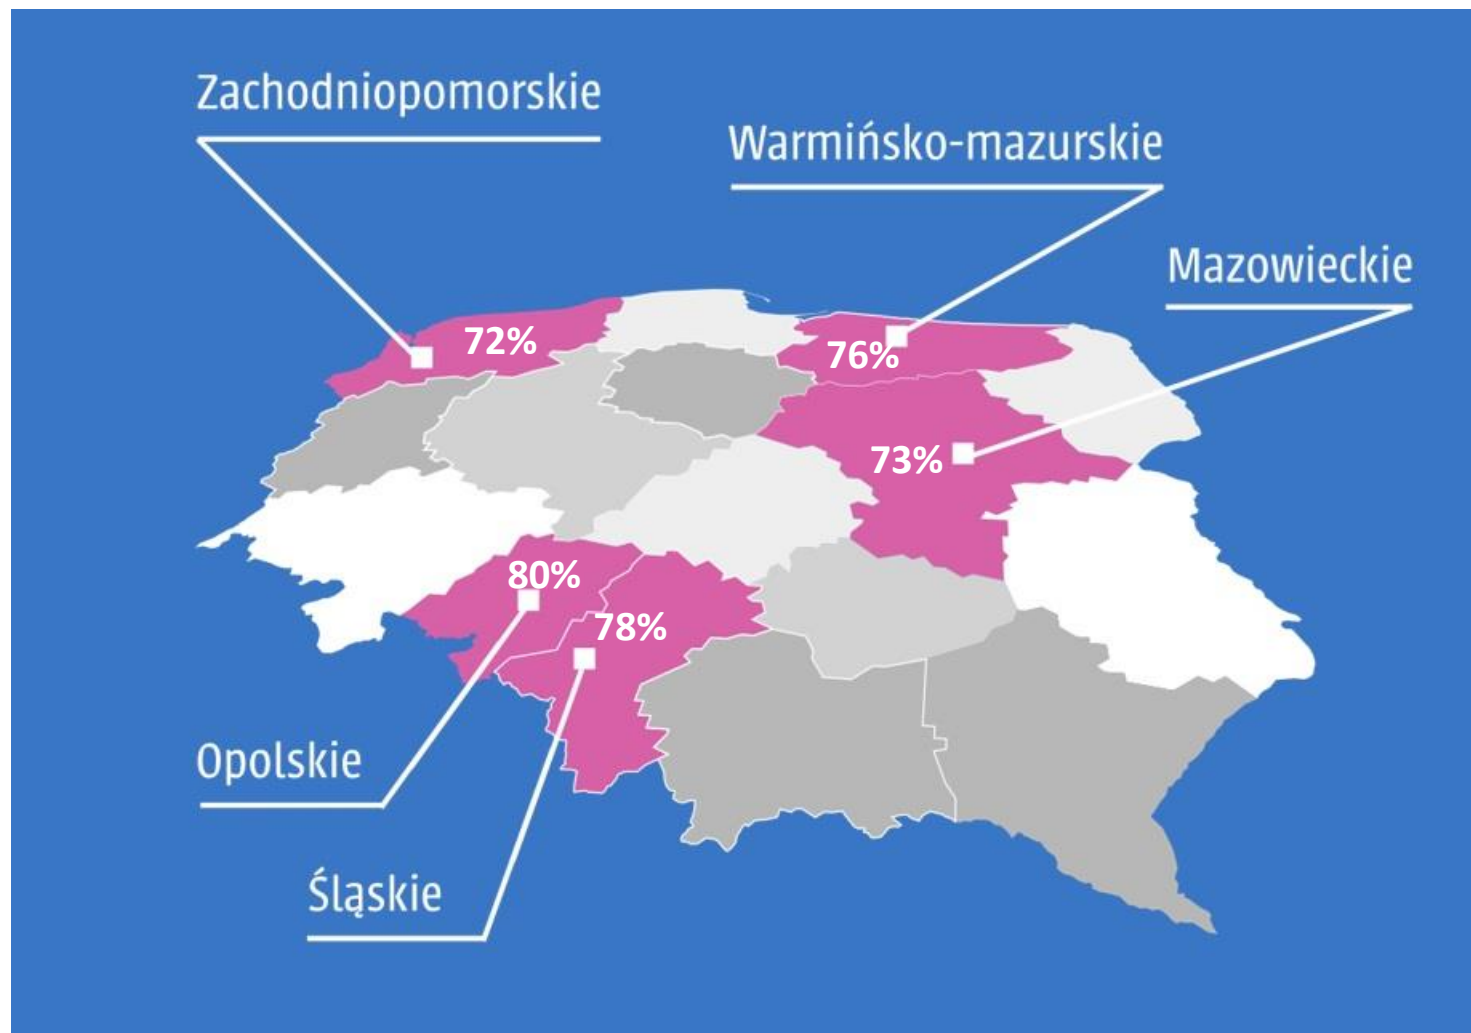 Zachodniopomorskie
Warmińsko-mazurskie
Mazowieckie
72%
76%
73%
80%
78%
Opolskie
Śląskie